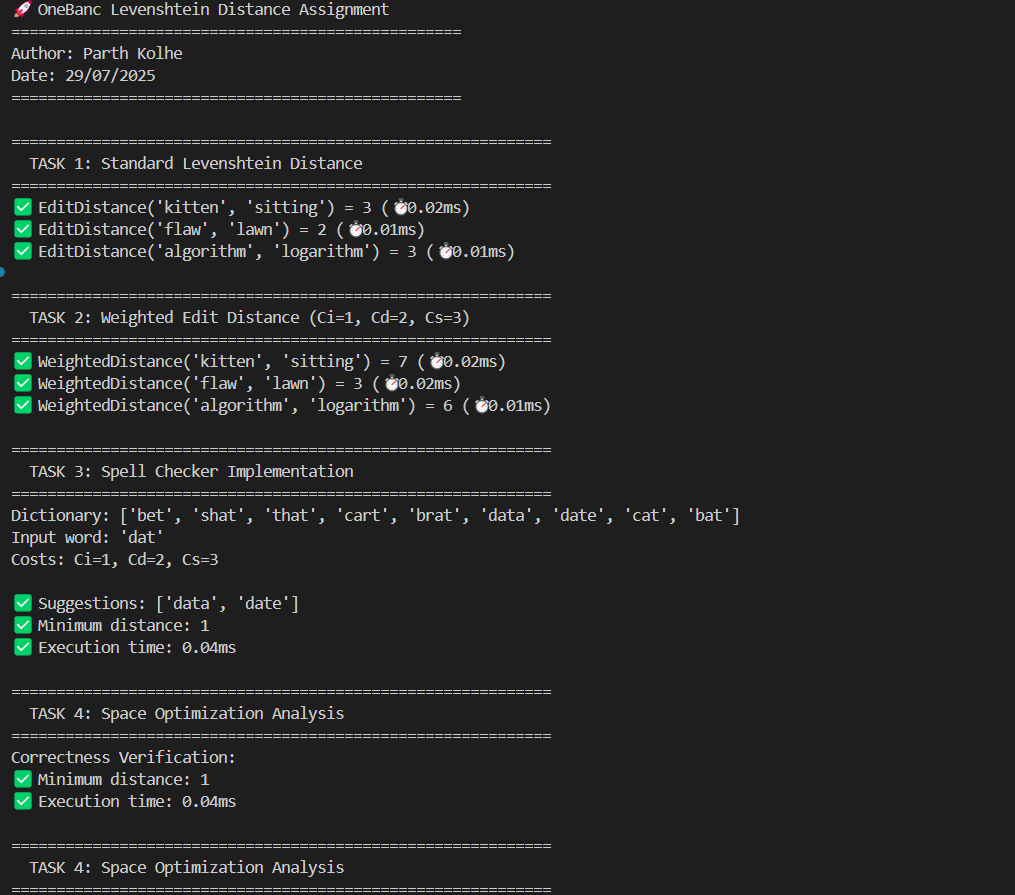 🚀 OneBanc Levenshtein Distance Assignment
==================================================
Author: Parth Kolhe
Date: 29/07/2025
==================================================
============================================================
TASK 1: Standard Levenshtein Distance
============================================================
✅ EditDistance('kitten', 'sitting') = 3 (⏱️0.02ms)
✅ EditDistance('flaw', 'lawn') = 2 (⏱️0.01ms)
✅ EditDistance('algorithm', 'logarithm') = 3 (⏱️0.01ms)
============================================================
TASK 2: Weighted Edit Distance (Ci=1, Cd=2, Cs=3)
============================================================
✅ WeightedDistance('kitten', 'sitting') = 7 (⏱️0.02ms)
✅ WeightedDistance('flaw', 'lawn') = 3 (⏱️0.02ms)
✅ WeightedDistance('algorithm', 'logarithm') = 6 (⏱️0.01ms)
============================================================
TASK 3: Spell Checker Implementation
============================================================
Dictionary: ['bet', 'shat', 'that', 'cart', 'brat', 'data', 'date', 'cat', 'bat']
Input word: 'dat'
Costs: Ci=1, Cd=2, Cs=3
✅ Suggestions: ['data', 'date']
✅ Minimum distance: 1
✅ Execution time: 0.04ms
============================================================
TASK 4: Space Optimization Analysis
============================================================
Correctness Verification:
✅ Minimum distance: 1
✅ Execution time: 0.04ms
============================================================
TASK 4: Space Optimization Analysis
============================================================